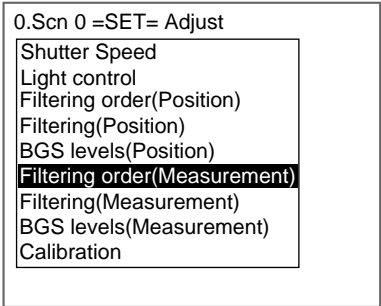 0.Scn 0 =SET= Adjust
Shutter Speed
Light control
Filtering order(Position)
Filtering(Position)
BGS levels(Position)
Filtering order(Measurement)
Filtering(Measurement)
BGS levels(Measurement)
Calibration